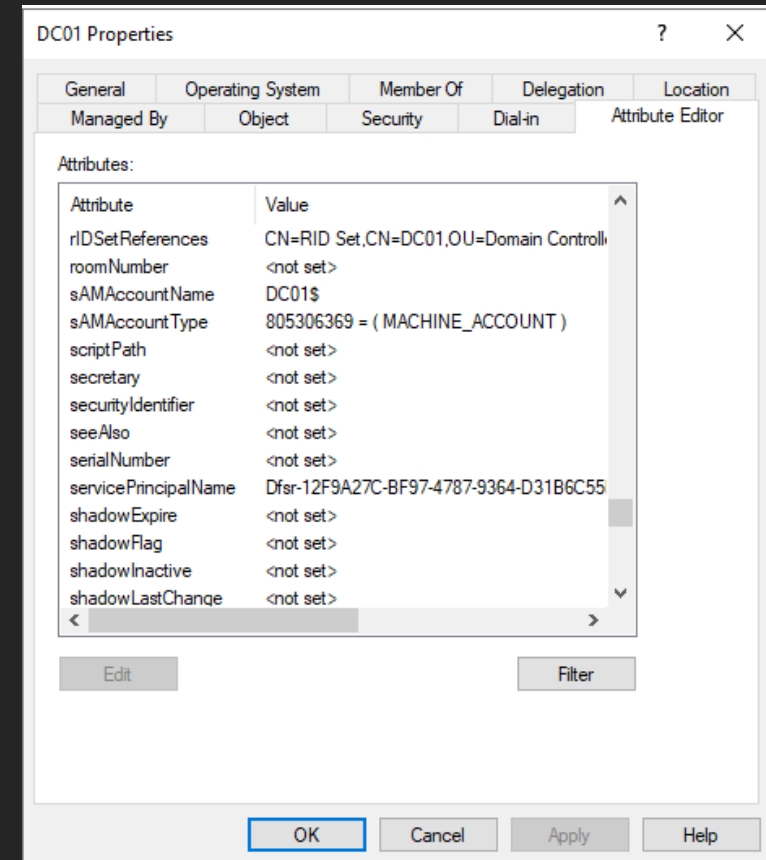 DC01 Properties ? ×
General Operating System Member Of Delegation Location
Managed By Object Security Dial-in Attribute Editor
Attributes:
Attribute Value
rIDSetReferences CN=RID Set,CN=DC01,OU=Domain Controll
roomNumber <not set>
sAMAccountName DC01$
sAMAccountType 805306369 = ( MACHINE_ACCOUNT )
scriptPath <not set>
secretary <not set>
securityIdentifier <not set>
seeAlso <not set>
serialNumber <not set>
servicePrincipalName Dfsr-12F9A27C-BF97-4787-9364-D31B6C55
shadowExpire <not set>
shadowFlag <not set>
shadowInactive <not set>
shadowLastChange <not set>
Edit Filter
OK Cancel Apply Help